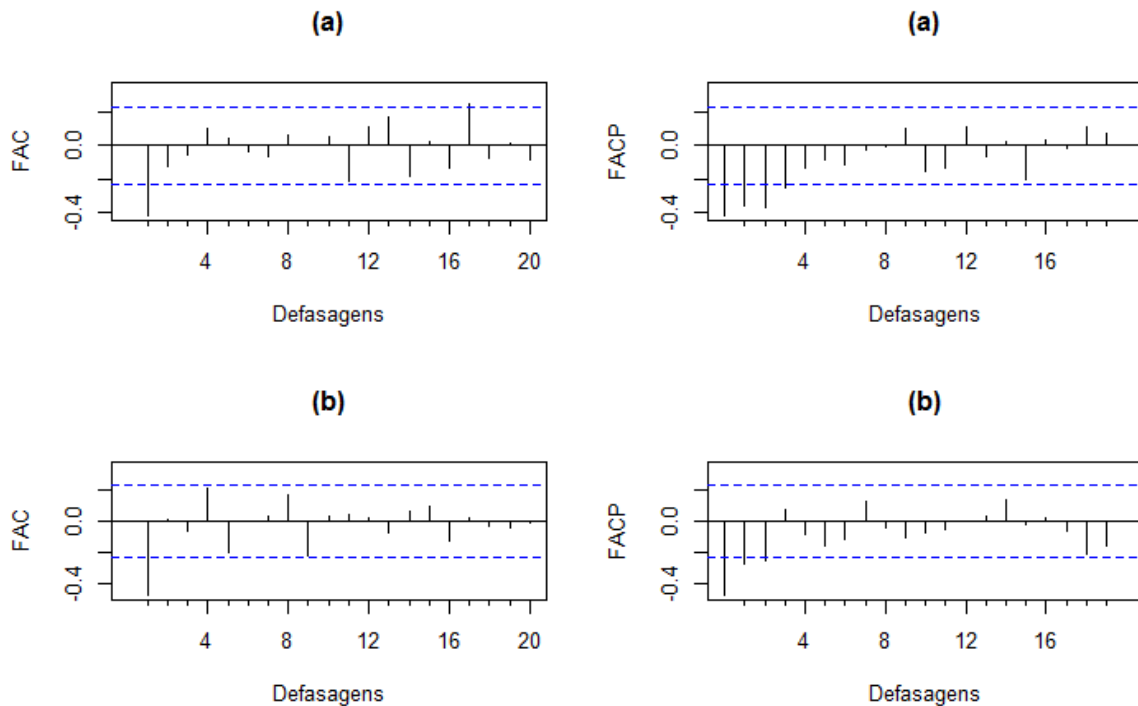 (a)
FAC
0.0
-0.4
4 8 12 16 20
Defasagens
(a)
FACP
0.0
-0.4
4 8 12 16
Defasagens
(b)
FAC
0.0
-0.4
4 8 12 16 20
Defasagens
(b)
FACP
0.0
-0.4
4 8 12 16
Defasagens